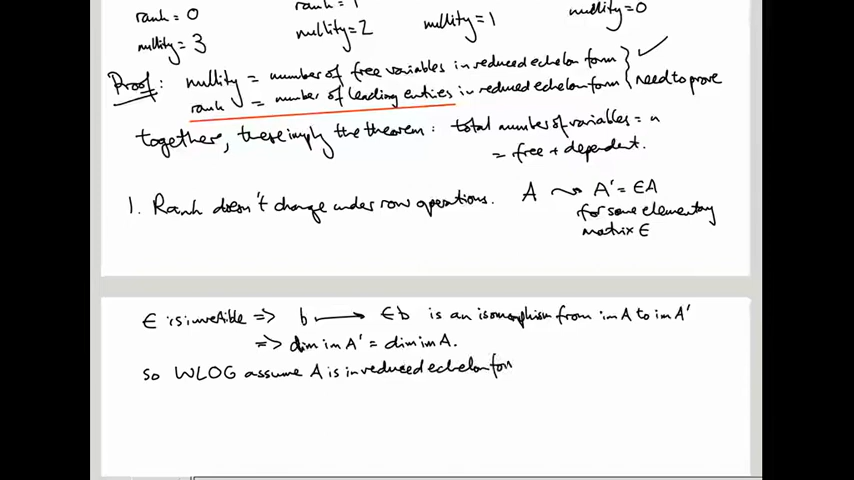 rank = 0
rank = 1
nullity = 3
nullity = 2
nullity = 1
nullity = 0
Proof: nullity = number of free variables in reduced echelon form
rank = number of leading entries in reduced echelon form
need to prove
together, these imply the theorem: total number of variables = n
= free + dependent.
1. Rank doesn't change under row operations. A ⇝ A' = EA
for some elementary
matrix E
E is invertible => b ⟼ Eb is an isomorphism from im A to im A'
=> dim im A' = dim im A.
So WLOG assume A is in reduced echelon form